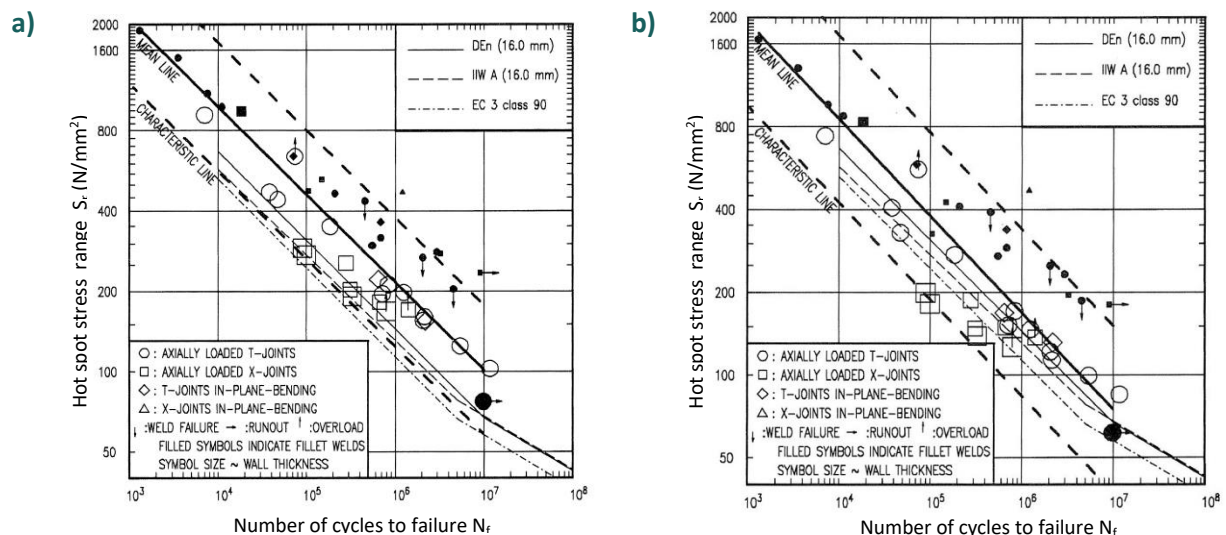 a)
2000
1600
800
400
200
100
50
Hot spot stress range Sᵣ (N/mm²)
MEAN LINE
CHARACTERISTIC LINE
DEn (16.0 mm)
IIW A (16.0 mm)
EC 3 class 90
○ : AXIALLY LOADED T-JOINTS
□ : AXIALLY LOADED X-JOINTS
◇ : T-JOINTS IN-PLANE-BENDING
△ : X-JOINTS IN-PLANE-BENDING
↓ :WELD FAILURE → :RUNOUT ↑ :OVERLOAD
FILLED SYMBOLS INDICATE FILLET WELDS
SYMBOL SIZE ~ WALL THICKNESS
10³ 10⁴ 10⁵ 10⁶ 10⁷ 10⁸
Number of cycles to failure Nf
b)
2000
1600
800
400
200
100
50
Hot spot stress range Sᵣ (N/mm²)
MEAN LINE
CHARACTERISTIC LINE
DEn (16.0 mm)
IIW A (16.0 mm)
EC 3 class 90
○ : AXIALLY LOADED T-JOINTS
□ : AXIALLY LOADED X-JOINTS
◇ : T-JOINTS IN-PLANE-BENDING
△ : X-JOINTS IN-PLANE-BENDING
↓ :WELD FAILURE → :RUNOUT ↑ :OVERLOAD
FILLED SYMBOLS INDICATE FILLET WELDS
SYMBOL SIZE ~ WALL THICKNESS
10³ 10⁴ 10⁵ 10⁶ 10⁷ 10⁸
Number of cycles to failure Nf